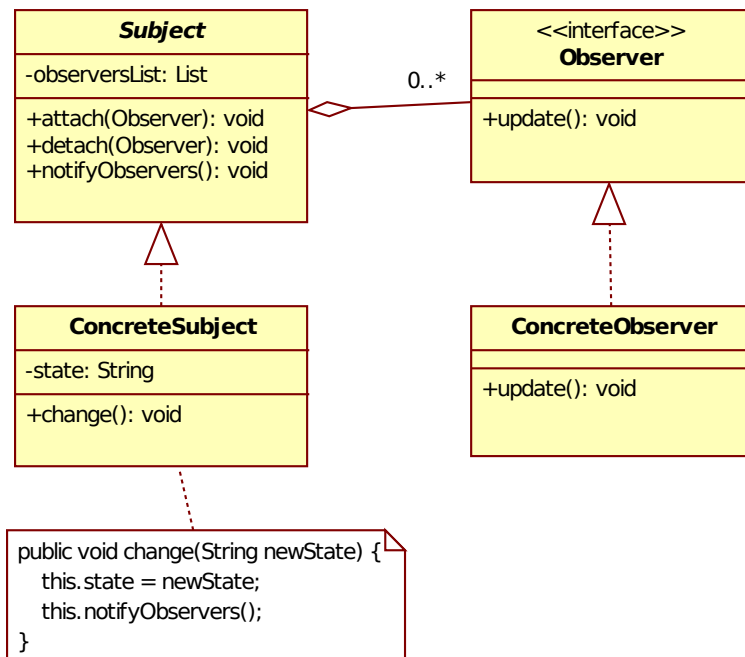 Subject
-observersList: List
+attach(Observer): void
+detach(Observer): void
+notifyObservers(): void
0..*
<<interface>>
Observer
+update(): void
ConcreteSubject
-state: String
+change(): void
ConcreteObserver
+update(): void
public void change(String newState) {
this.state = newState;
this.notifyObservers();
}